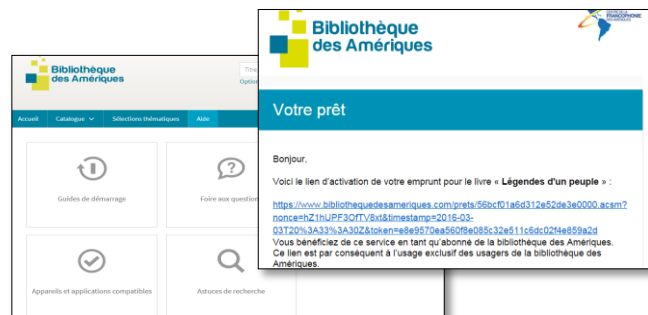 Bibliothèque
des Amériques
Accueil
Catalogue
Sélections thématiques
Aide
Guides de démarrage
Foire aux question
Appareils et applications compatibles
Astuces de recherche
Bibliothèque
des Amériques
FRANCOPHONIE
DES AMÉRIQUES
Votre prêt
Bonjour,
Voici le lien d'activation de votre emprunt pour le livre « Légendes d'un peuple » :
https://www.bibliothequedesameriques.com/prets/56bcf01a6d312e52de3e0000.acsm?
nonce=hZ1hUPF3OfTV8xt&timestamp=2016-03-
03T20%3A33%3A30Z&token=e8e9570ea560f8e085c32e511c6dc02f4e859a2d
Vous bénéficiez de ce service en tant qu'abonné de la bibliothèque des Amériques.
Ce lien est par conséquent à l'usage exclusif des usagers de la bibliothèque des
Amériques.